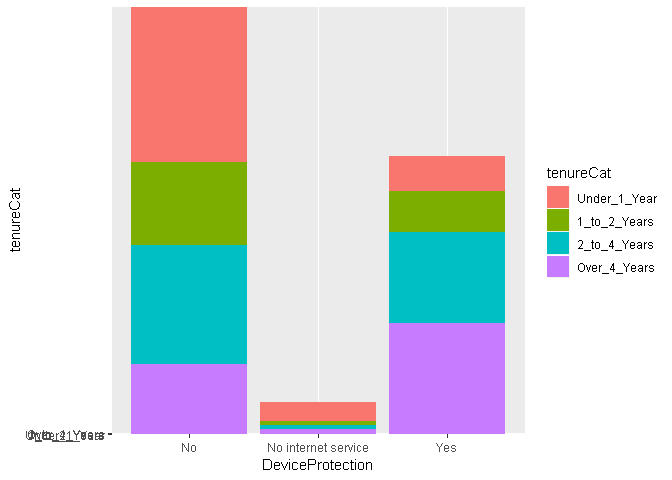 tenureCat
No
No internet service
Yes
DeviceProtection
tenureCat
Under_1_Year
1_to_2_Years
2_to_4_Years
Over_4_Years